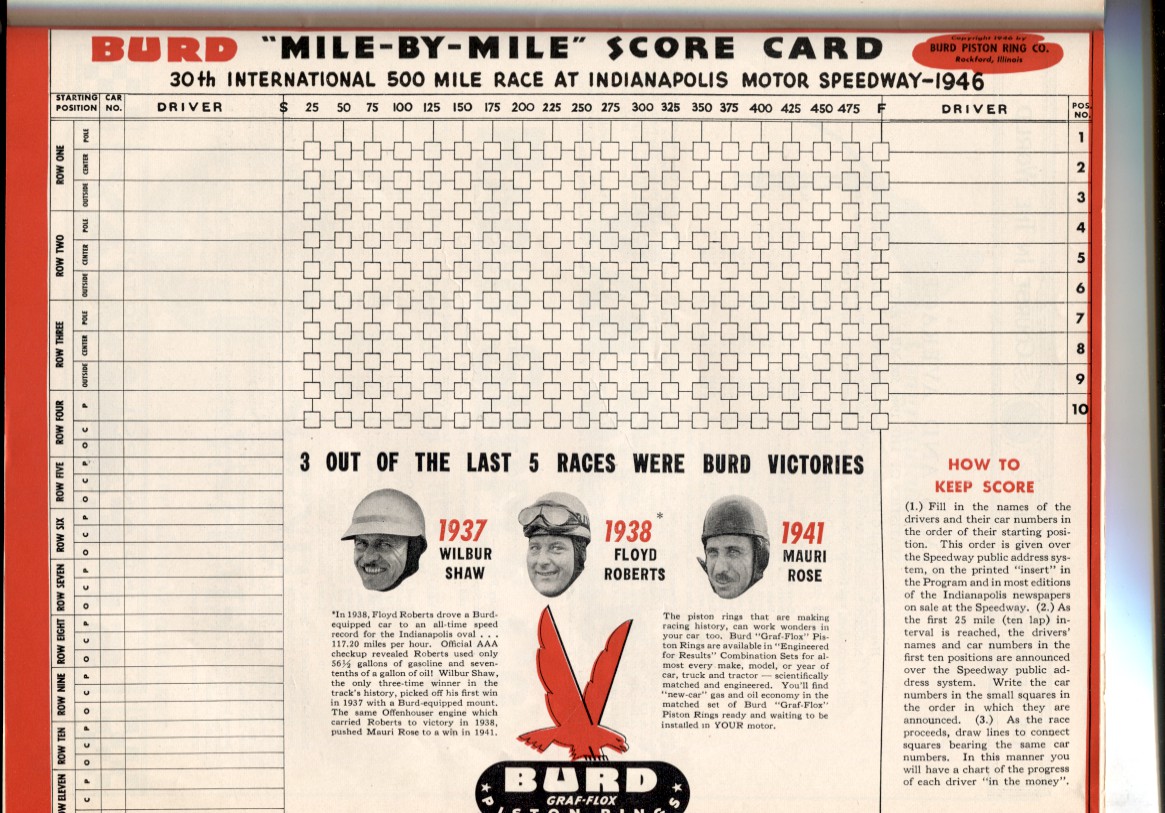 BURD "MILE-BY-MILE" SCORE CARD
Copyright 1946 by
BURD PISTON RING CO.
Rockford, Illinois
30th INTERNATIONAL 500 MILE RACE AT INDIANAPOLIS MOTOR SPEEDWAY—1946
STARTING POSITION CAR NO. DRIVER S 25 50 75 100 125 150 175 200 225 250 275 300 325 350 375 400 425 450 475 F DRIVER POS. NO.
ROW ONE POLE CENTER OUTSIDE
ROW TWO POLE CENTER OUTSIDE
ROW THREE POLE CENTER OUTSIDE
ROW FOUR P C O
ROW FIVE P C O
ROW SIX P C O
ROW SEVEN P C O
ROW EIGHT P C O
ROW NINE P C O
ROW TEN P C O
ROW ELEVEN P C
1
2
3
4
5
6
7
8
9
10
3 OUT OF THE LAST 5 RACES WERE BURD VICTORIES
1937
WILBUR
SHAW
1938*
FLOYD
ROBERTS
1941
MAURI
ROSE
*In 1938, Floyd Roberts drove a Burd-
equipped car to an all-time speed
record for the Indianapolis oval . . .
117.20 miles per hour. Official AAA
checkup revealed Roberts used only
56½ gallons of gasoline and seven-
tenths of a gallon of oil! Wilbur Shaw,
the only three-time winner in the
track's history, picked off his first win
in 1937 with a Burd-equipped mount.
The same Offenhouser engine which
carried Roberts to victory in 1938,
pushed Mauri Rose to a win in 1941.
The piston rings that are making
racing history, can work wonders in
your car too. Burd "Graf-Flox" Pis-
ton Rings are available in "Engineered
for Results" Combination Sets for al-
most every make, model, or year of
car, truck and tractor — scientifically
matched and engineered. You'll find
"new-car" gas and oil economy in the
matched set of Burd "Graf-Flox"
Piston Rings ready and waiting to be
installed in YOUR motor.
BURD
GRAF-FLOX
PISTON RINGS
HOW TO
KEEP SCORE
(1.) Fill in the names of the
drivers and their car numbers in
the order of their starting posi-
tion. This order is given over
the Speedway public address sys-
tem, on the printed "insert" in
the Program and in most editions
of the Indianapolis newspapers
on sale at the Speedway. (2.) As
the first 25 mile (ten lap) in-
terval is reached, the drivers'
names and car numbers in the
first ten positions are announced
over the Speedway public ad-
dress system. Write the car
numbers in the small squares in
the order in which they are
announced. (3.) As the race
proceeds, draw lines to connect
squares bearing the same car
numbers. In this manner you
will have a chart of the progress
of each driver "in the money".